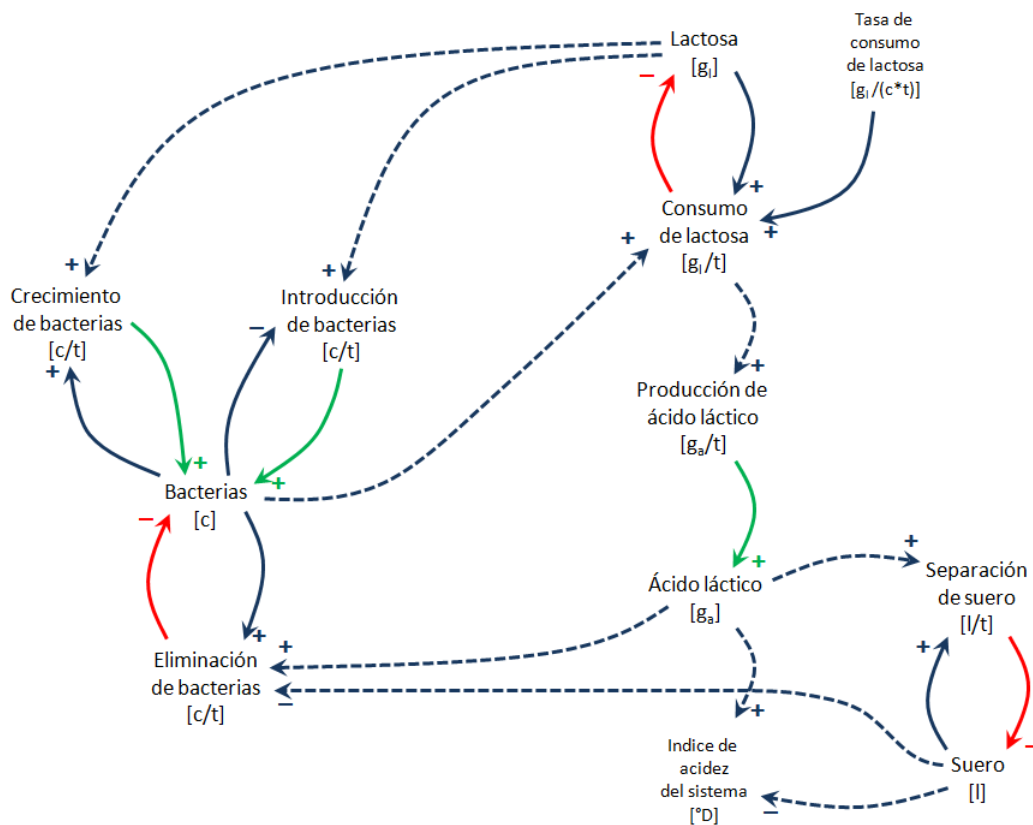 Lactosa
[gₗ]
Tasa de
consumo
de lactosa
[gₗ/(c*t)]
−
+
Consumo
de lactosa
[gₗ/t]
+
+
+
Crecimiento
de bacterias
[c/t]
+
+
Introducción
de bacterias
[c/t]
−
+
Producción de
ácido láctico
[gₐ/t]
+
+
Bacterias
[c]
−
+
Ácido láctico
[gₐ]
+
Separación
de suero
[l/t]
+
+
+
Eliminación
de bacterias
[c/t]
−
+
Indice de
acidez
del sistema
[°D]
−
−
Suero
[l]